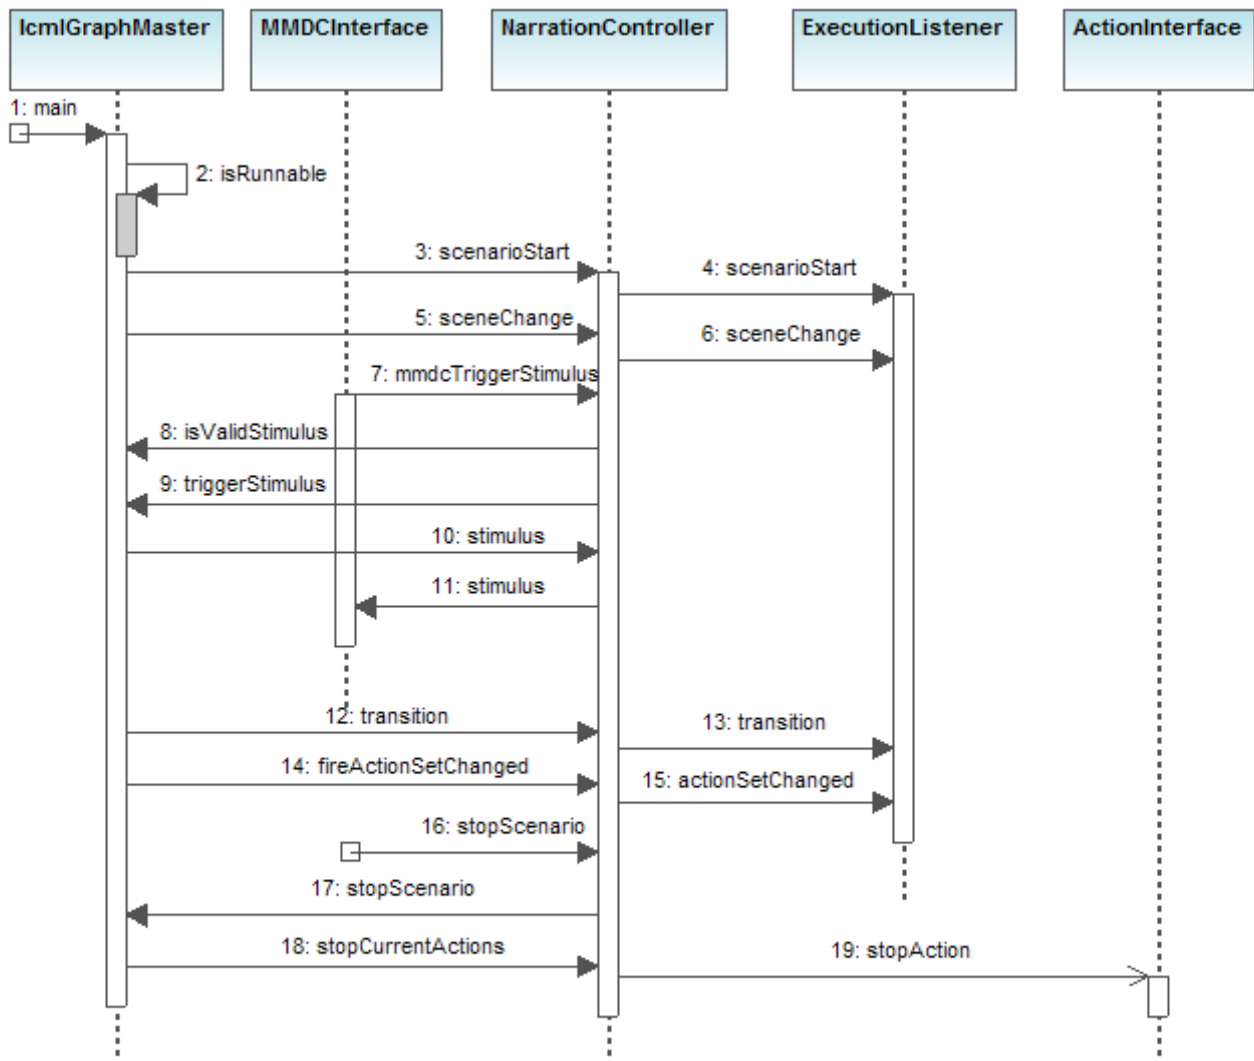 IcmlGraphMaster
MMDCInterface
NarrationController
ExecutionListener
ActionInterface
1: main
2: isRunnable
3: scenarioStart
4: scenarioStart
5: sceneChange
6: sceneChange
7: mmdcTriggerStimulus
8: isValidStimulus
9: triggerStimulus
10: stimulus
11: stimulus
12: transition
13: transition
14: fireActionSetChanged
15: actionSetChanged
16: stopScenario
17: stopScenario
18: stopCurrentActions
19: stopAction